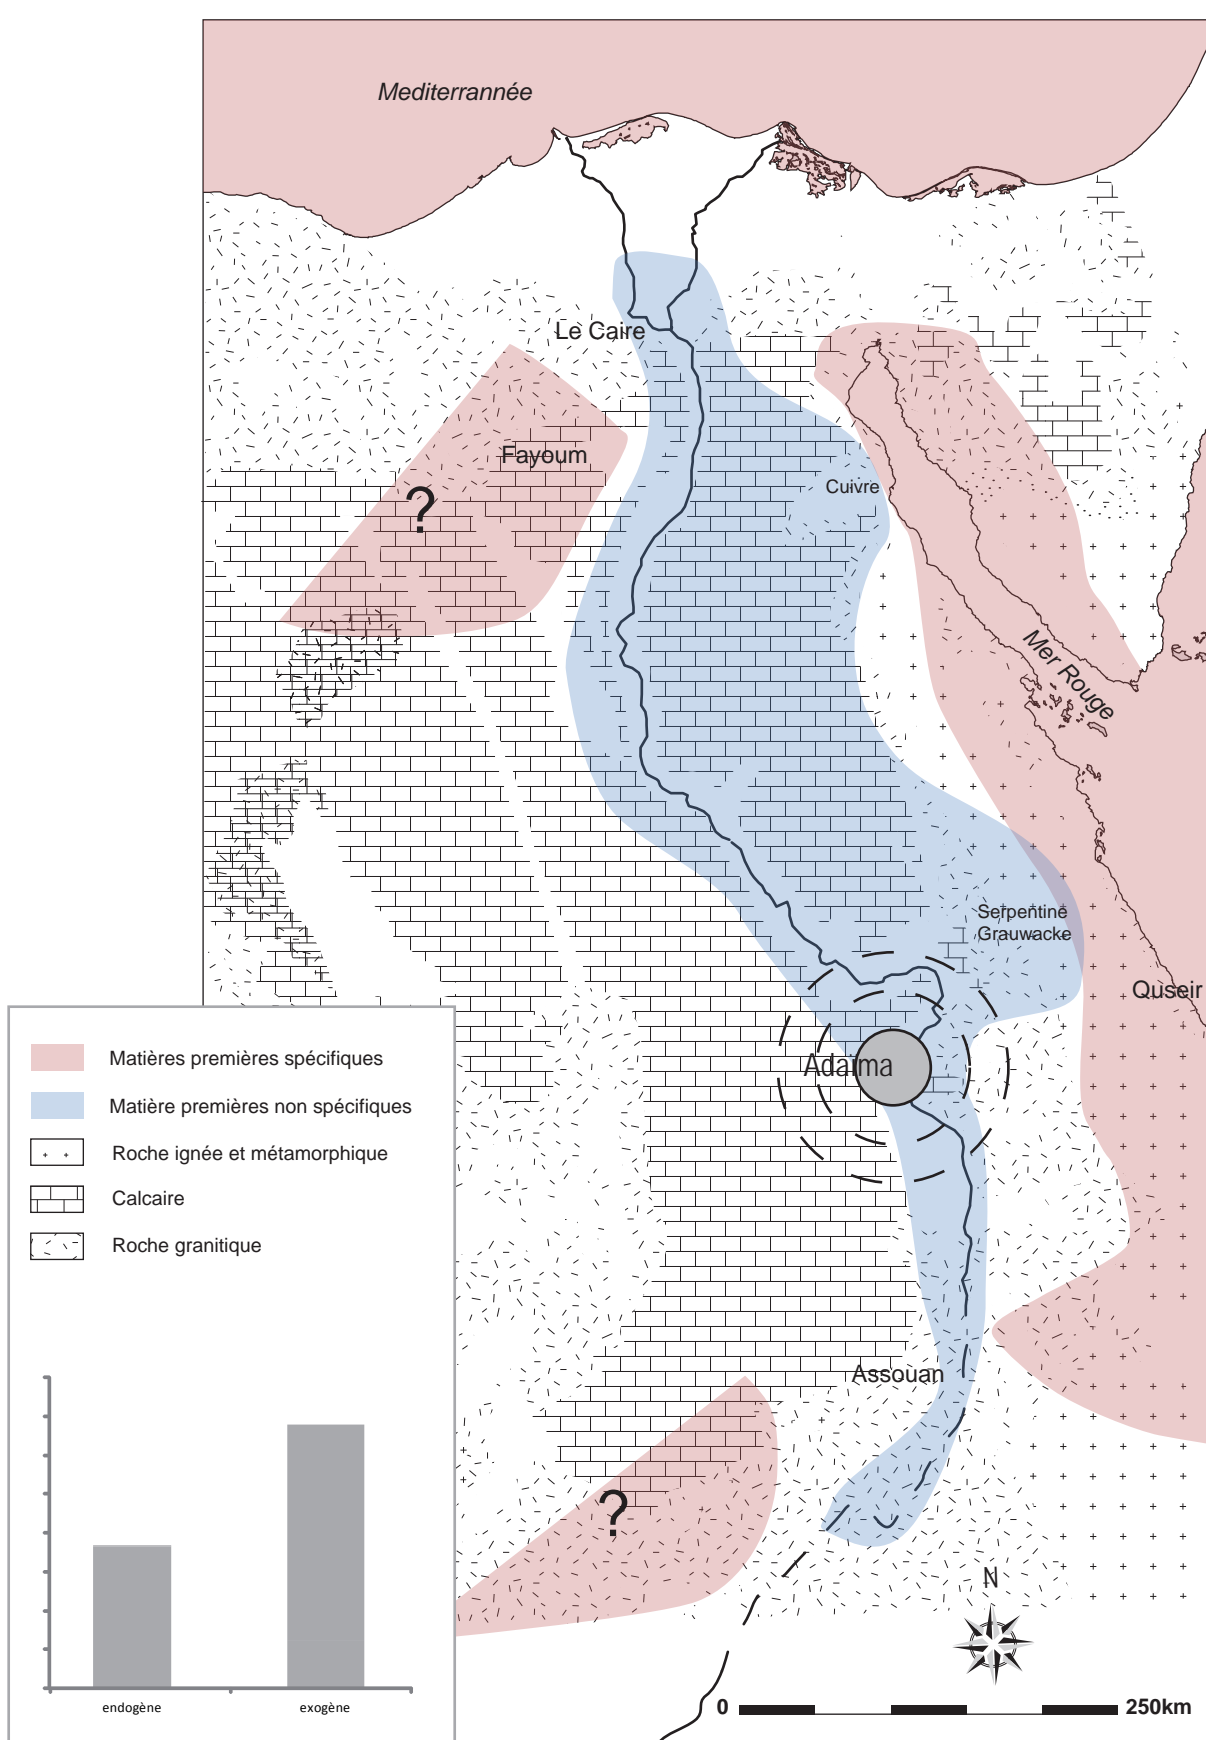 Mediterrannée
Le Caire
Fayoum
?
Cuivre
Mer Rouge
Serpentine
Grauwacke
Quseir
Adaïma
Matières premières spécifiques
Matière premières non spécifiques
Roche ignée et métamorphique
Calcaire
Roche granitique
Assouan
?
N
endogène
exogène
0
250km